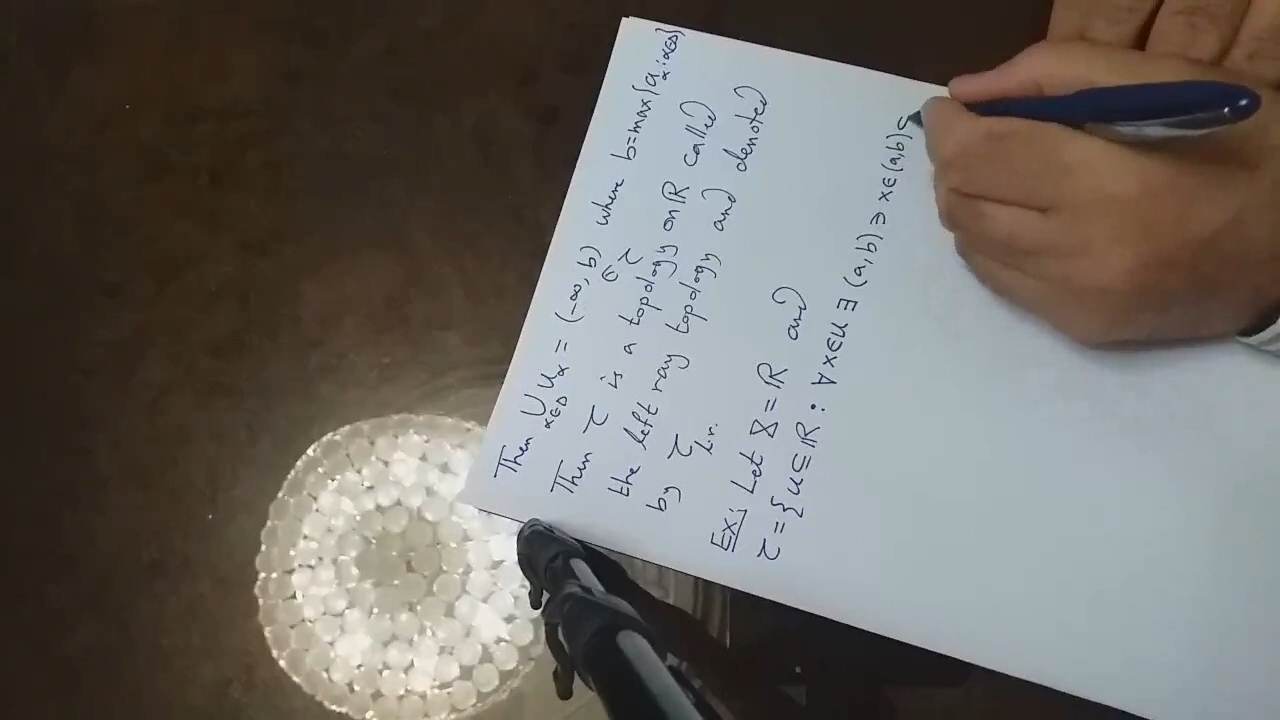 Then ⋃_{α∈Δ} U_α = (-∞, b) where b = max{a_α : α∈Δ}
∈ τ
Then τ is a topology on ℝ called
the left ray topology and denoted
by τ_{l.r.}
Ex: Let X = ℝ and
τ = {U ⊆ ℝ : ∀ x∈U ∃ (a,b) ∋ x∈(a,b) ⊂